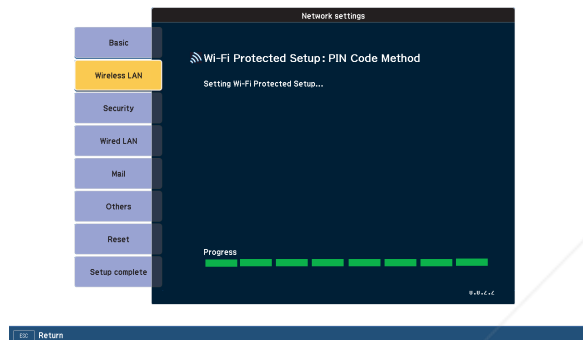 Network settings
Basic
Wireless LAN
Security
Wired LAN
Mail
Others
Reset
Setup complete
Wi-Fi Protected Setup: PIN Code Method
Setting Wi-Fi Protected Setup...
Progress
ESC Return